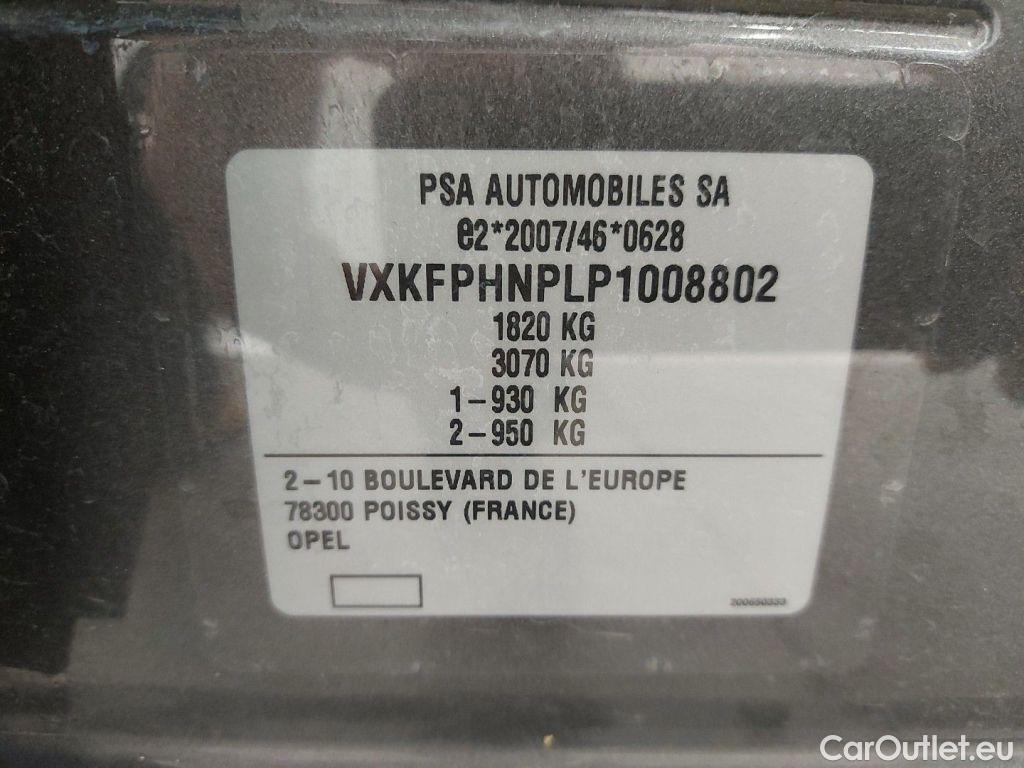 PSA AUTOMOBILES SA
e2*2007/46*0628
VXKFPHNPLP1008802
1820 KG
3070 KG
1-930 KG
2-950 KG
2-10 BOULEVARD DE L'EUROPE
78300 POISSY (FRANCE)
OPEL
200650333
CarOutlet.eu